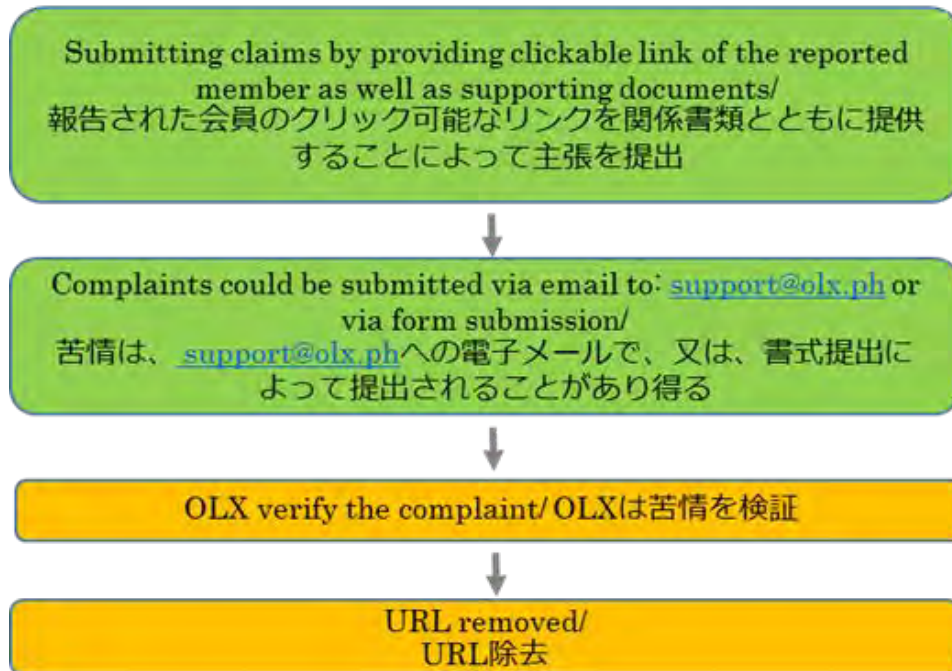 Submitting claims by providing clickable link of the reported
member as well as supporting documents/
報告された会員のクリック可能なリンクを関係書類とともに提供
することによって主張を提出
Complaints could be submitted via email to: support@olx.ph or
via form submission/
苦情は、 support@olx.phへの電子メールで、又は、書式提出に
よって提出されることがあり得る
OLX verify the complaint/ OLXは苦情を検証
URL removed/
URL除去